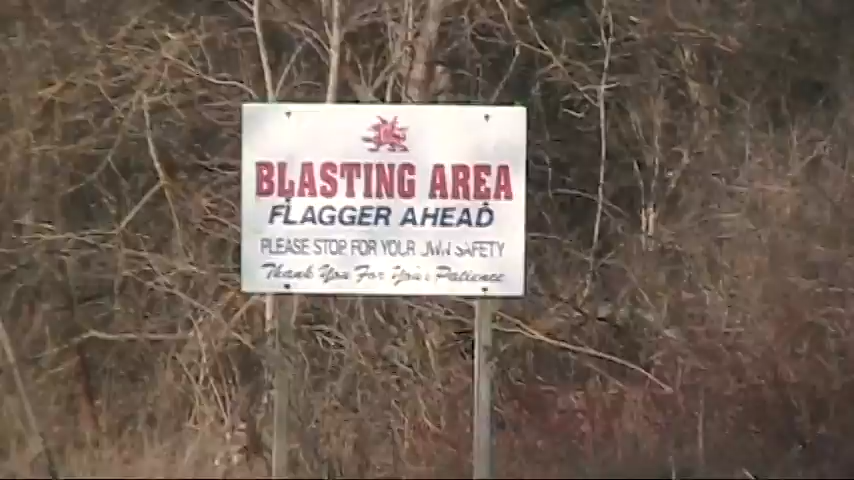 BLASTING AREA
FLAGGER AHEAD
PLEASE STOP FOR YOUR OWN SAFETY
Thank You For Your Patience